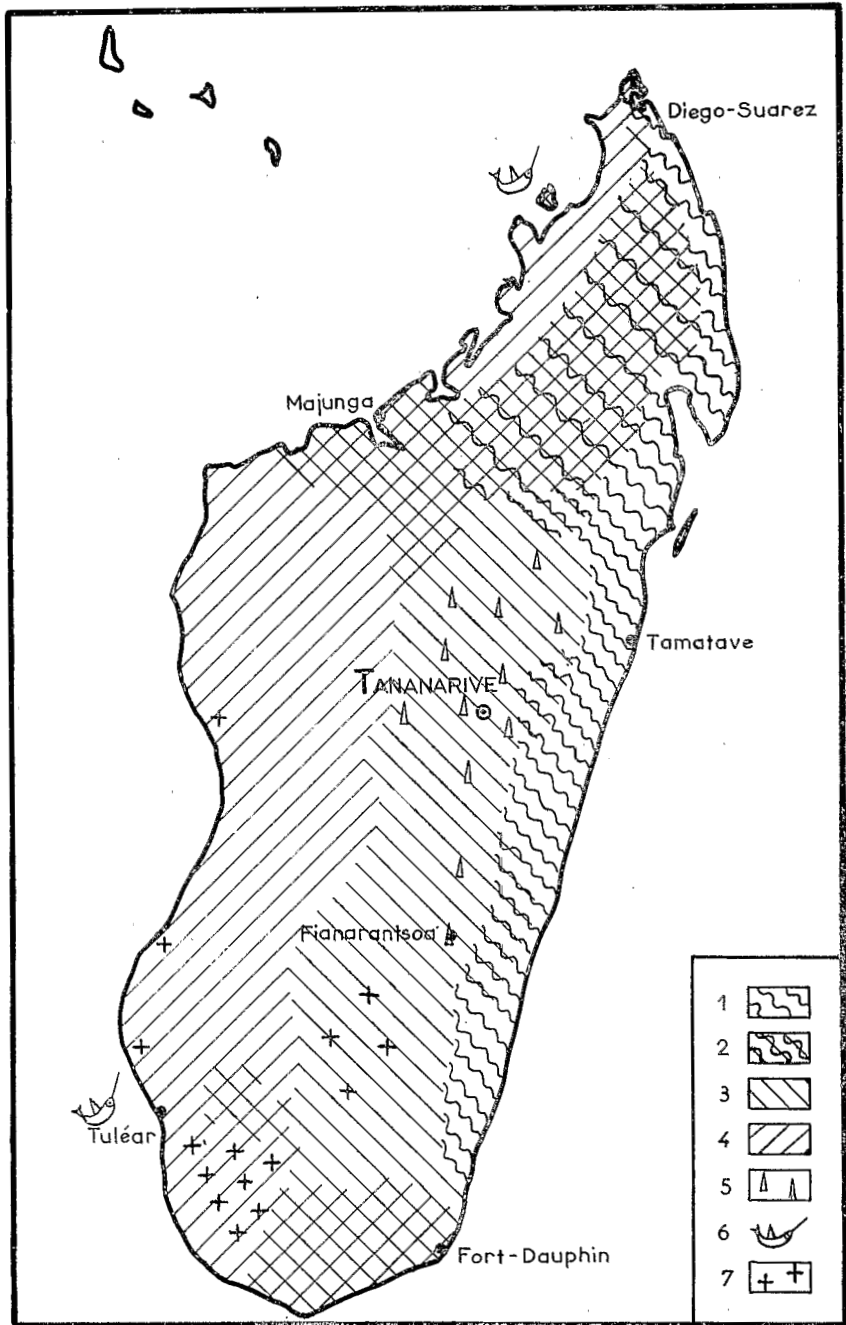 Diego-Suarez
Majunga
Tamatave
TANANARIVE
Fianarantsoa
Tuléar
Fort-Dauphin
1
2
3
4
5
6
7